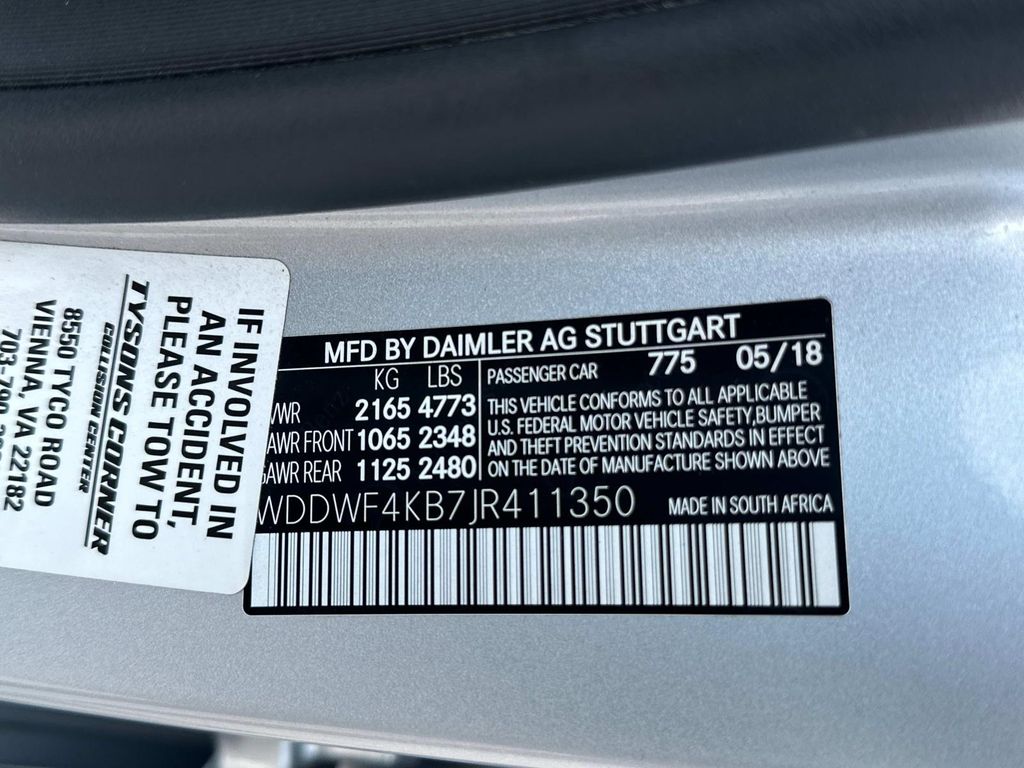 IF INVOLVED IN
AN ACCIDENT,
PLEASE TOW TO
TYSONS CORNER
COLLISION CENTER
8550 TYCO ROAD
VIENNA, VA 22182
MFD BY DAIMLER AG STUTTGART
KG LBS
VWR 2165 4773
AWR FRONT 1065 2348
GAWR REAR 1125 2480
PASSENGER CAR 775 05/18
THIS VEHICLE CONFORMS TO ALL APPLICABLE
U.S. FEDERAL MOTOR VEHICLE SAFETY,BUMPER
AND THEFT PREVENTION STANDARDS IN EFFECT
ON THE DATE OF MANUFACTURE SHOWN ABOVE
WDDWF4KB7JR411350 MADE IN SOUTH AFRICA